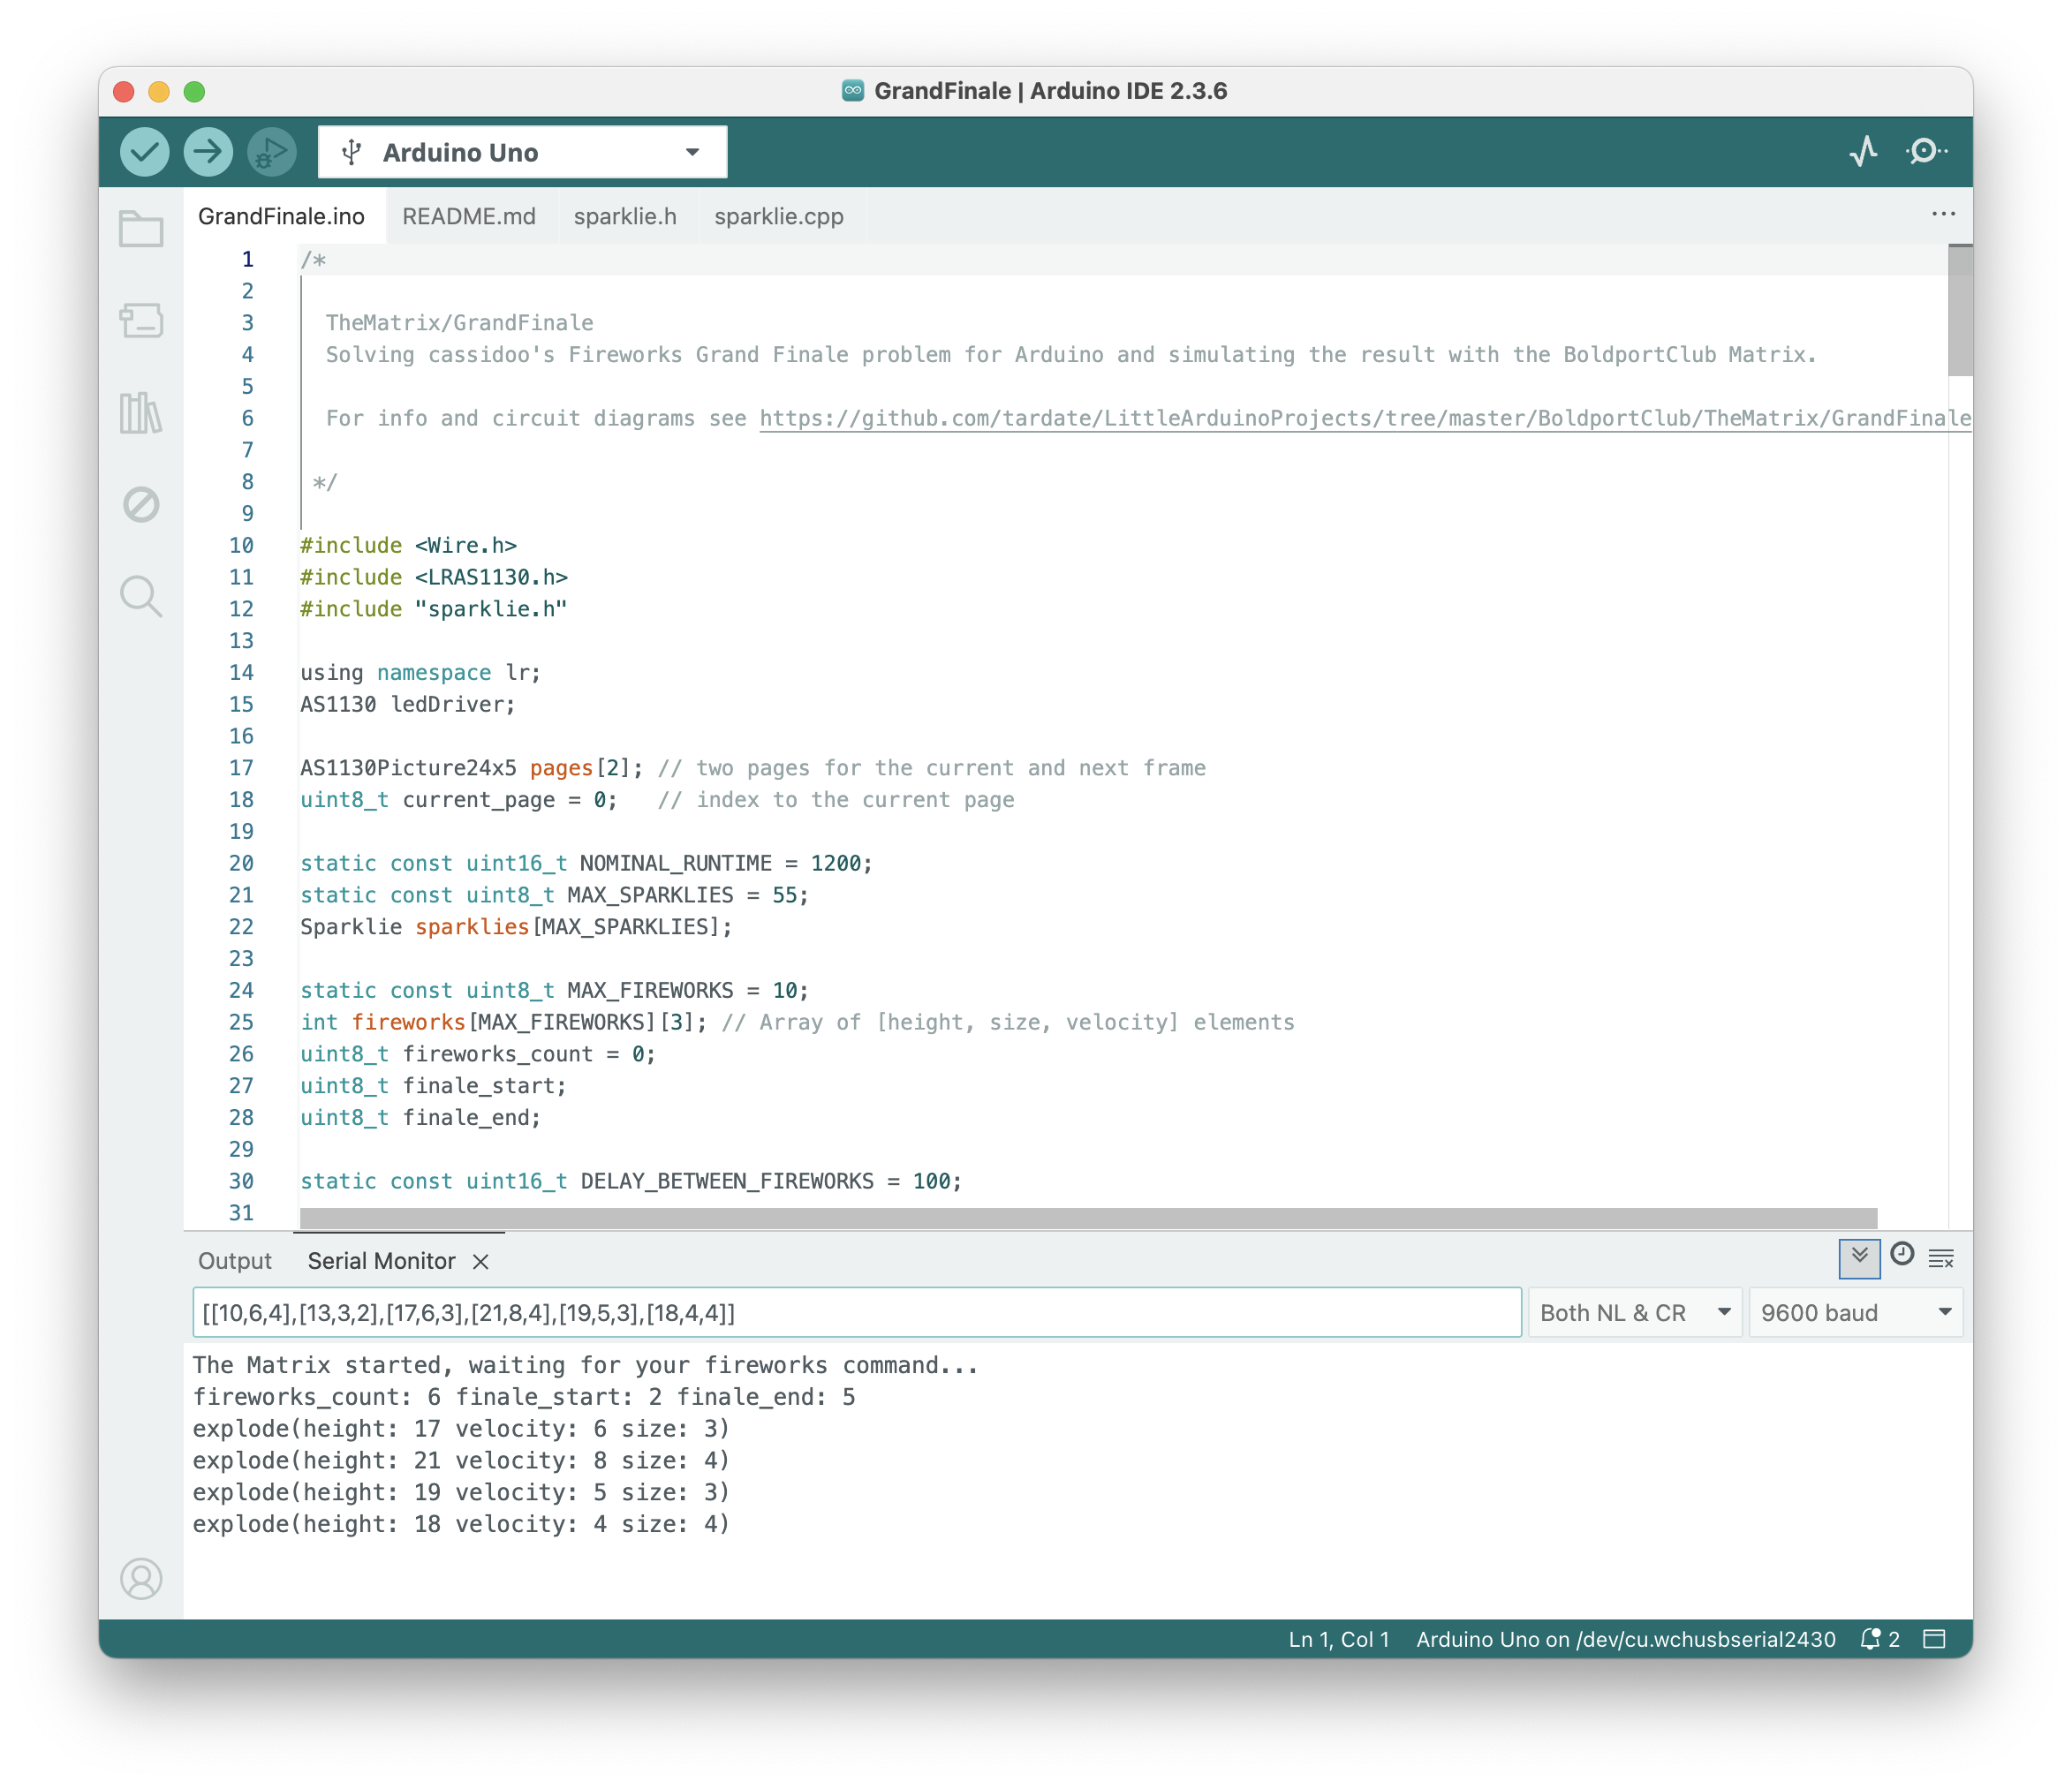 GrandFinale | Arduino IDE 2.3.6
Arduino Uno
GrandFinale.ino README.md sparklie.h sparklie.cpp
1 /*
2
3 TheMatrix/GrandFinale
4 Solving cassidoo's Fireworks Grand Finale problem for Arduino and simulating the result with the BoldportClub Matrix.
5
6 For info and circuit diagrams see https://github.com/tardate/LittleArduinoProjects/tree/master/BoldportClub/TheMatrix/GrandFinale
7
8 */
9
10 #include <Wire.h>
11 #include <LRAS1130.h>
12 #include "sparklie.h"
13
14 using namespace lr;
15 AS1130 ledDriver;
16
17 AS1130Picture24x5 pages[2]; // two pages for the current and next frame
18 uint8_t current_page = 0; // index to the current page
19
20 static const uint16_t NOMINAL_RUNTIME = 1200;
21 static const uint8_t MAX_SPARKLIES = 55;
22 Sparklie sparklies[MAX_SPARKLIES];
23
24 static const uint8_t MAX_FIREWORKS = 10;
25 int fireworks[MAX_FIREWORKS][3]; // Array of [height, size, velocity] elements
26 uint8_t fireworks_count = 0;
27 uint8_t finale_start;
28 uint8_t finale_end;
29
30 static const uint16_t DELAY_BETWEEN_FIREWORKS = 100;
31
Output Serial Monitor
[[10,6,4],[13,3,2],[17,6,3],[21,8,4],[19,5,3],[18,4,4]] Both NL & CR 9600 baud
The Matrix started, waiting for your fireworks command...
fireworks_count: 6 finale_start: 2 finale_end: 5
explode(height: 17 velocity: 6 size: 3)
explode(height: 21 velocity: 8 size: 4)
explode(height: 19 velocity: 5 size: 3)
explode(height: 18 velocity: 4 size: 4)
Ln 1, Col 1 Arduino Uno on /dev/cu.wchusbserial2430 2